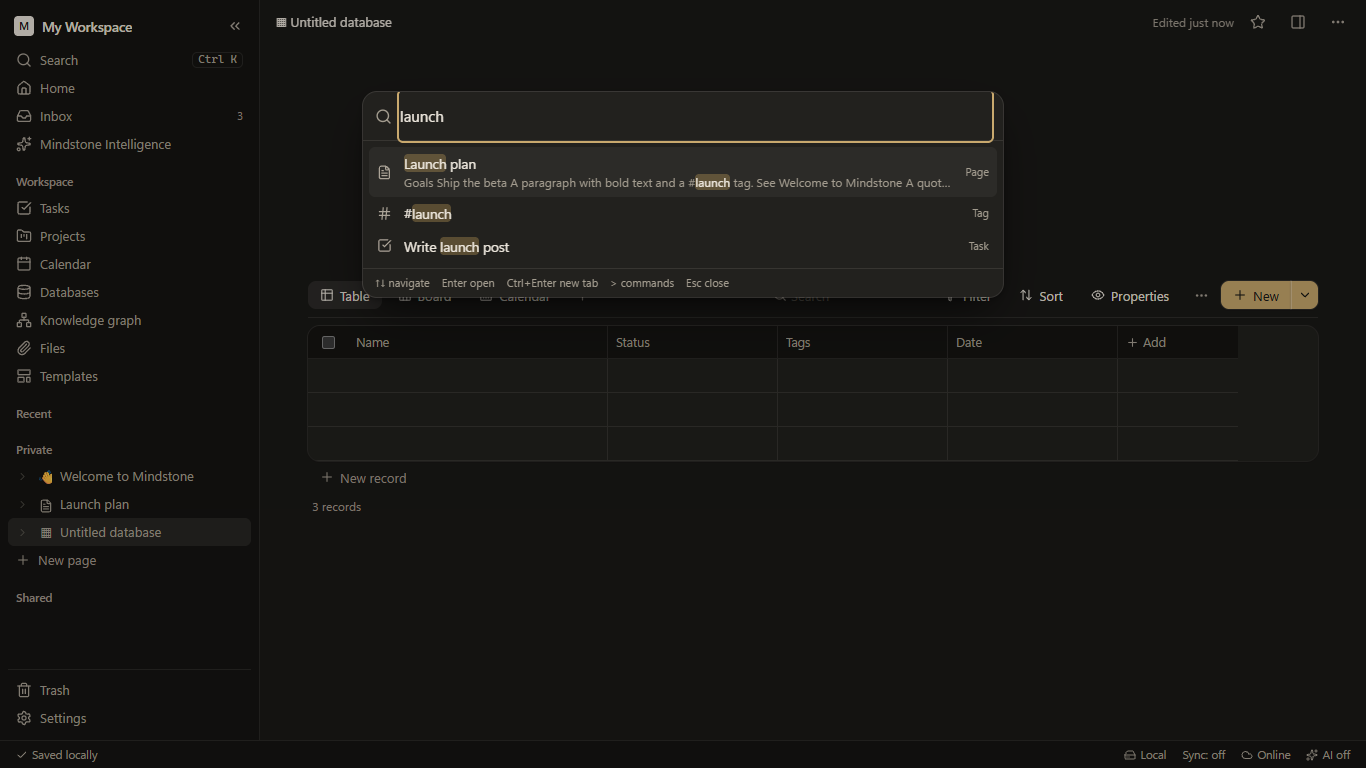 M My Workspace
Untitled database
Edited just now
Search Ctrl K
Home
Inbox 3
Mindstone Intelligence
Workspace
Tasks
Projects
Calendar
Databases
Knowledge graph
Files
Templates
Recent
Private
Welcome to Mindstone
Launch plan
Untitled database
New page
Shared
Trash
Settings
launch
Launch plan
Goals Ship the beta A paragraph with bold text and a #launch tag. See Welcome to Mindstone A quot...
Page
#launch Tag
Write launch post Task
↑↓ navigate Enter open Ctrl+Enter new tab > commands Esc close
Table Board Calendar Search Filter Sort Properties New
Name Status Tags Date Add
New record
3 records
Saved locally
Local Sync: off Online AI off